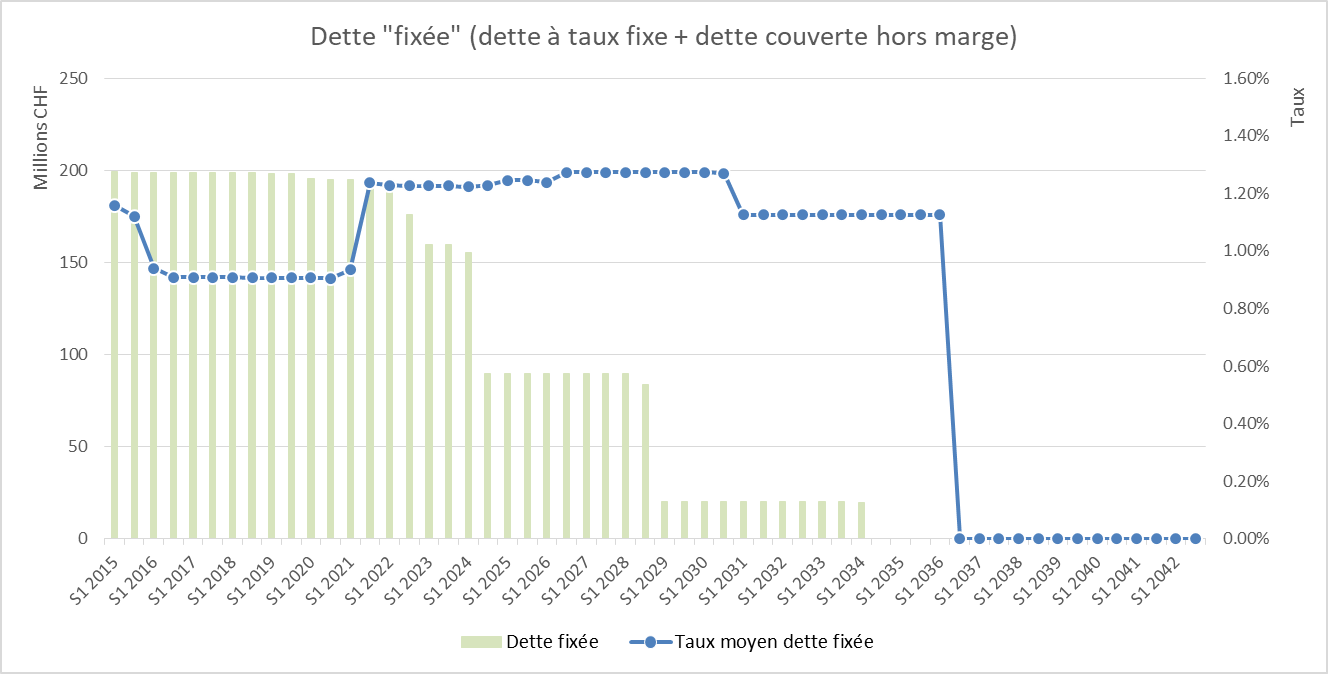 Dette "fixée" (dette à taux fixe + dette couverte hors marge)
Millions CHF
250
200
150
100
50
0
Taux
1.60%
1.40%
1.20%
1.00%
0.80%
0.60%
0.40%
0.20%
0.00%
S1 2015
S1 2016
S1 2017
S1 2018
S1 2019
S1 2020
S1 2021
S1 2022
S1 2023
S1 2024
S1 2025
S1 2026
S1 2027
S1 2028
S1 2029
S1 2030
S1 2031
S1 2032
S1 2033
S1 2034
S1 2035
S1 2036
S1 2037
S1 2038
S1 2039
S1 2040
S1 2041
S1 2042
Dette fixée
Taux moyen dette fixée